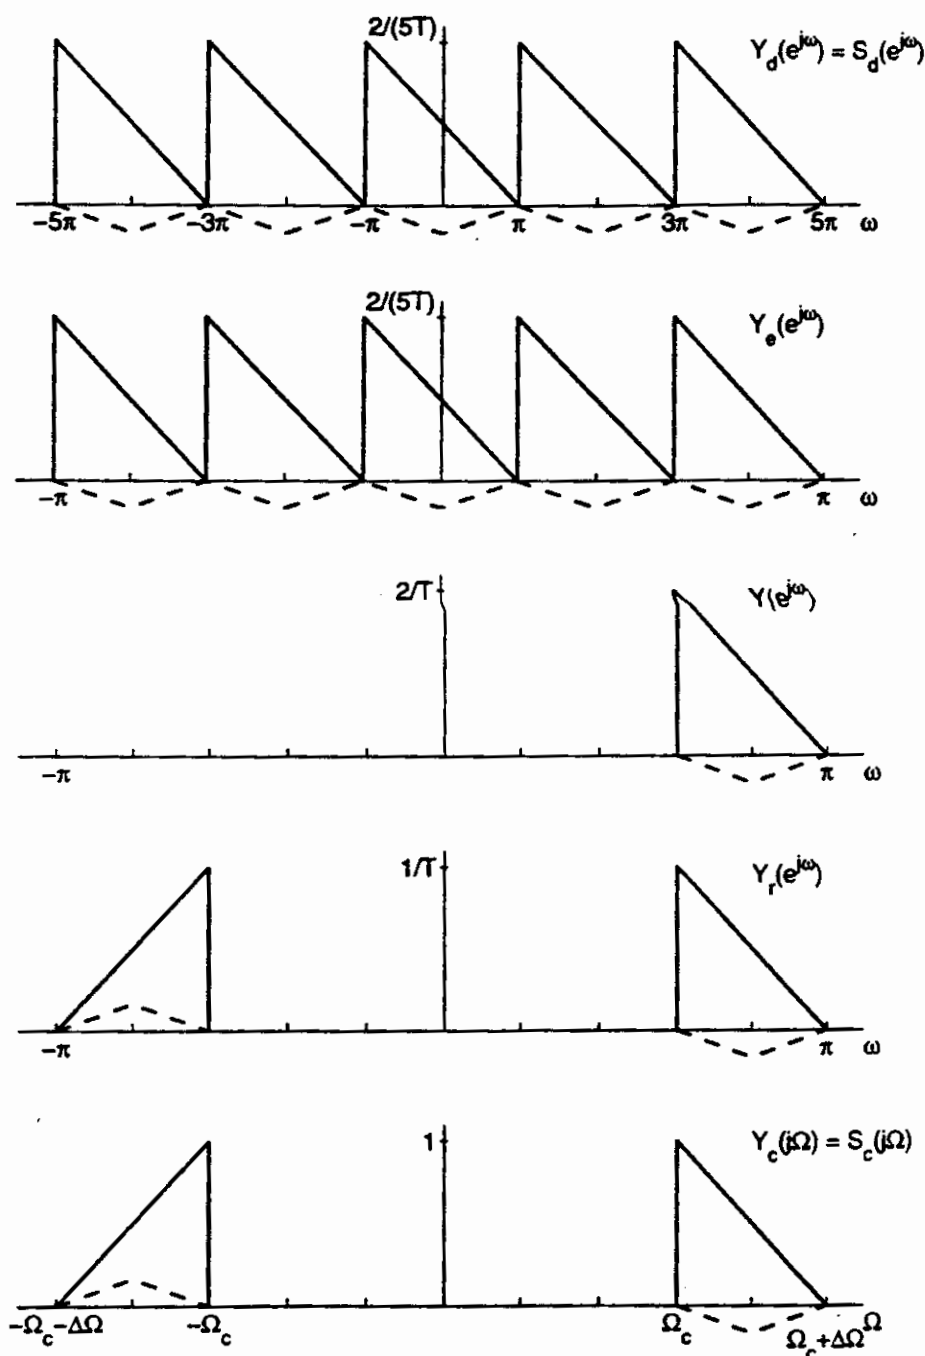 2/(5T)
Y_d(e^{jω}) = S_d(e^{jω})
−5π −3π −π π 3π 5π ω
2/(5T)
Y_e(e^{jω})
−π π ω
2/T
Y(e^{jω})
−π π ω
1/T
Y_r(e^{jω})
−π π ω
1
Y_c(jΩ) = S_c(jΩ)
−Ω_c−ΔΩ −Ω_c Ω_c Ω_c+ΔΩ Ω